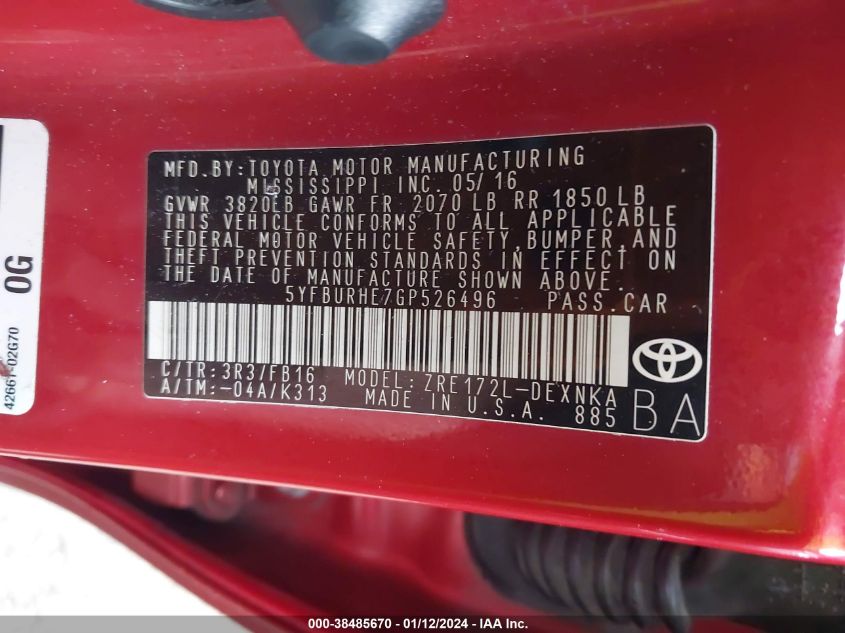 MFD.BY:TOYOTA MOTOR MANUFACTURING
MISSISSIPPI INC. 05/16
GVWR 3820LB GAWR FR 2070 LB RR 1850 LB
THIS VEHICLE CONFORMS TO ALL APPLICABLE
FEDERAL MOTOR VEHICLE SAFETY, BUMPER, AND
THEFT PREVENTION STANDARDS IN EFFECT ON
THE DATE OF MANUFACTURE SHOWN ABOVE.
5YFBURHE7GP526496 PASS.CAR
C/TR:3R3/FB16 MODEL:ZRE172L-DEXNKA
A/TM:-04A/K313 MADE IN U.S.A. 885
BA
0G
42661-02G70
000-38485670 - 01/12/2024 - IAA Inc.